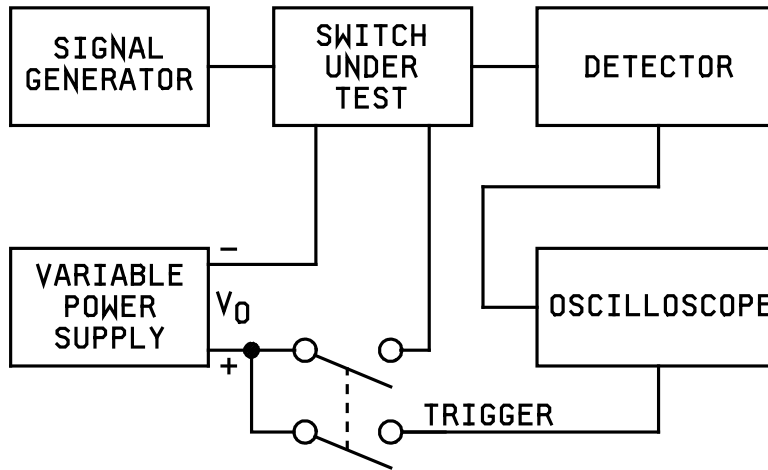 SIGNAL
GENERATOR
SWITCH
UNDER
TEST
DETECTOR
VARIABLE
POWER
SUPPLY
−
V0
+
OSCILLOSCOPE
TRIGGER